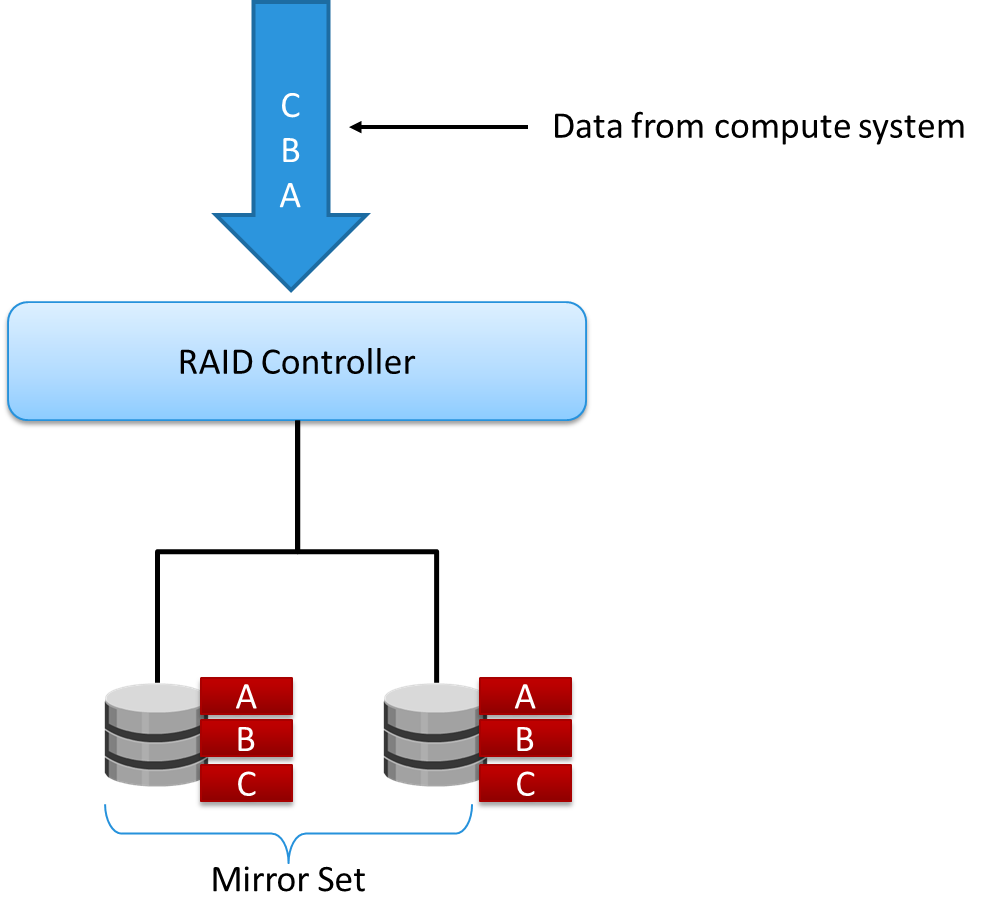 C
B
A
Data from compute system
RAID Controller
A
B
C
A
B
C
Mirror Set